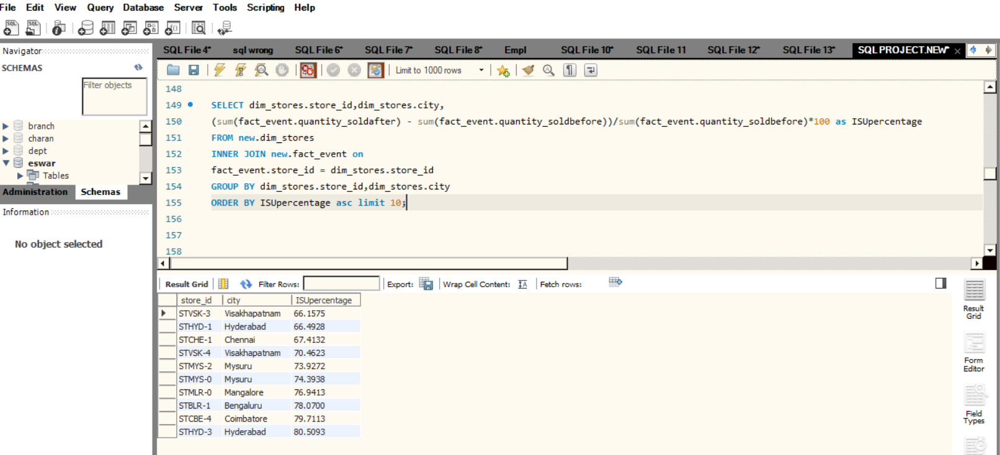 File Edit View Query Database Server Tools Scripting Help
SQL SQL
Navigator
SQL File 4* sql wrong SQL File 6* SQL File 7* SQL File 8* Empl SQL File 10* SQL File 11 SQL File 12* SQL File 13* SQL PROJECT.NEW*
SCHEMAS
Limit to 1000 rows
Filter objects
branch
charan
dept
eswar
Tables
Administration Schemas
Information
No object selected
148
149 SELECT dim_stores.store_id,dim_stores.city,
150 (sum(fact_event.quantity_soldafter) - sum(fact_event.quantity_soldbefore))/sum(fact_event.quantity_soldbefore)*100 as ISUpercentage
151 FROM new.dim_stores
152 INNER JOIN new.fact_event on
153 fact_event.store_id = dim_stores.store_id
154 GROUP BY dim_stores.store_id,dim_stores.city
155 ORDER BY ISUpercentage asc limit 10;
156
157
158
Result Grid Filter Rows: Export: Wrap Cell Content: IA Fetch rows:
store_id city ISUpercentage
STVSK-3 Visakhapatnam 66.1575
STHYD-1 Hyderabad 66.4928
STCHE-1 Chennai 67.4132
STVSK-4 Visakhapatnam 70.4623
STMYS-2 Mysuru 73.9272
STMYS-0 Mysuru 74.3938
STMLR-0 Mangalore 76.9413
STBLR-1 Bengaluru 78.0700
STCBE-4 Coimbatore 79.7113
STHYD-3 Hyderabad 80.5093
Result
Grid
Form
Editor
Field
Types